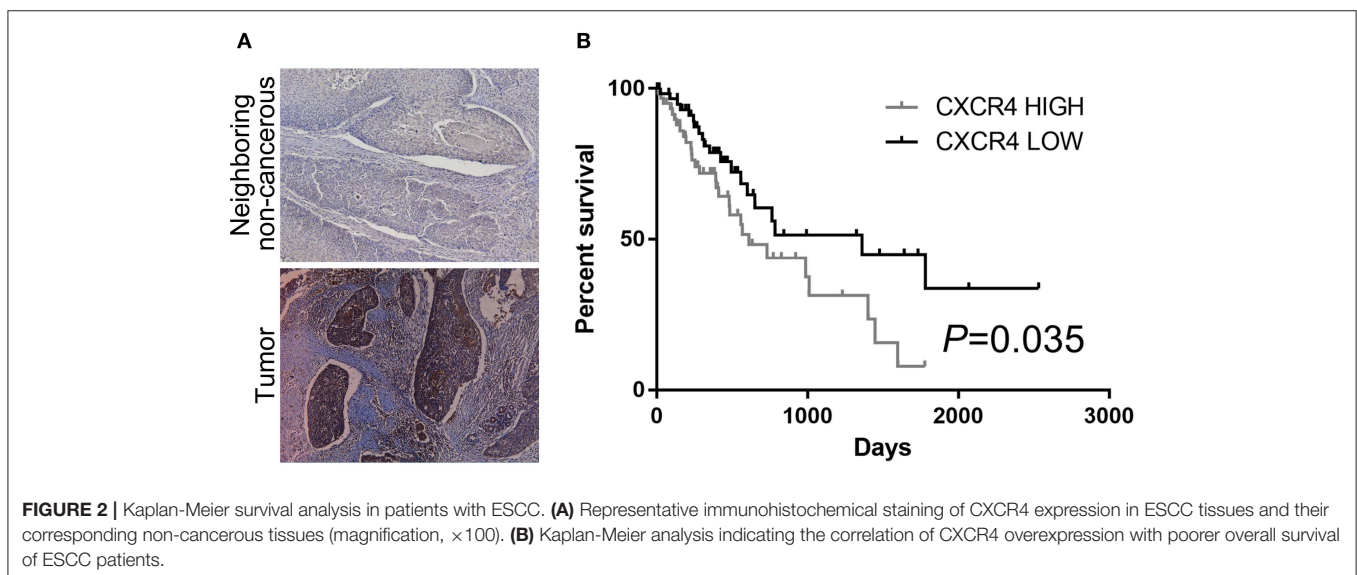 A
B
Neighboring
non-cancerous
Tumor
Percent survival
100
50
0
CXCR4 HIGH
CXCR4 LOW
P=0.035
0 1000 2000 3000
Days
FIGURE 2 | Kaplan-Meier survival analysis in patients with ESCC. (A) Representative immunohistochemical staining of CXCR4 expression in ESCC tissues and their
corresponding non-cancerous tissues (magnification, ×100). (B) Kaplan-Meier analysis indicating the correlation of CXCR4 overexpression with poorer overall survival
of ESCC patients.